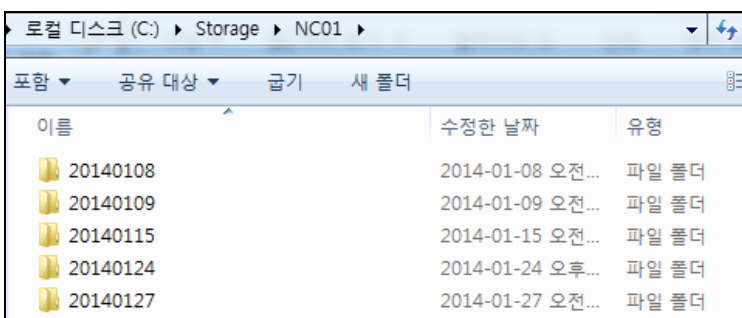 로컬 디스크 (C:) ▸ Storage ▸ NC01 ▸
포함 ▼ 공유 대상 ▼ 굽기 새 폴더
이름 수정한 날짜 유형
20140108 2014-01-08 오전... 파일 폴더
20140109 2014-01-09 오전... 파일 폴더
20140115 2014-01-15 오전... 파일 폴더
20140124 2014-01-24 오후... 파일 폴더
20140127 2014-01-27 오전... 파일 폴더